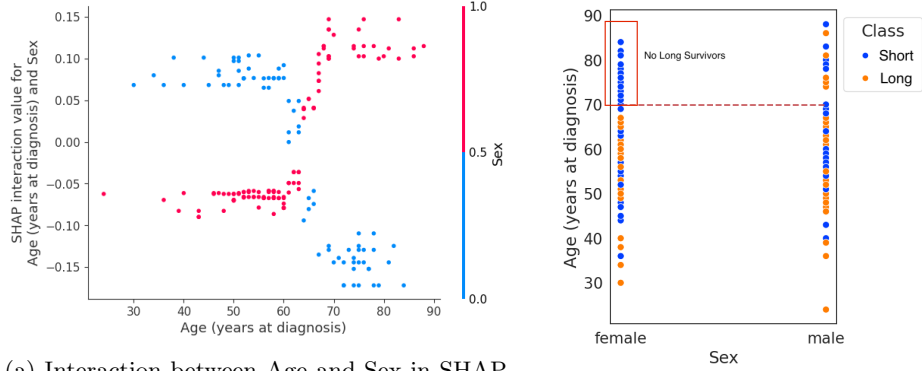 SHAP interaction value for
Age (years at diagnosis) and Sex
0.15
0.10
0.05
0.00
−0.05
−0.10
−0.15
30
40
50
60
70
80
90
Age (years at diagnosis)
1.0
0.5
0.0
Sex
(a) Interaction between Age and Sex in SHAP
Age (years at diagnosis)
90
80
70
60
50
40
30
No Long Survivors
female
male
Sex
Class
Short
Long